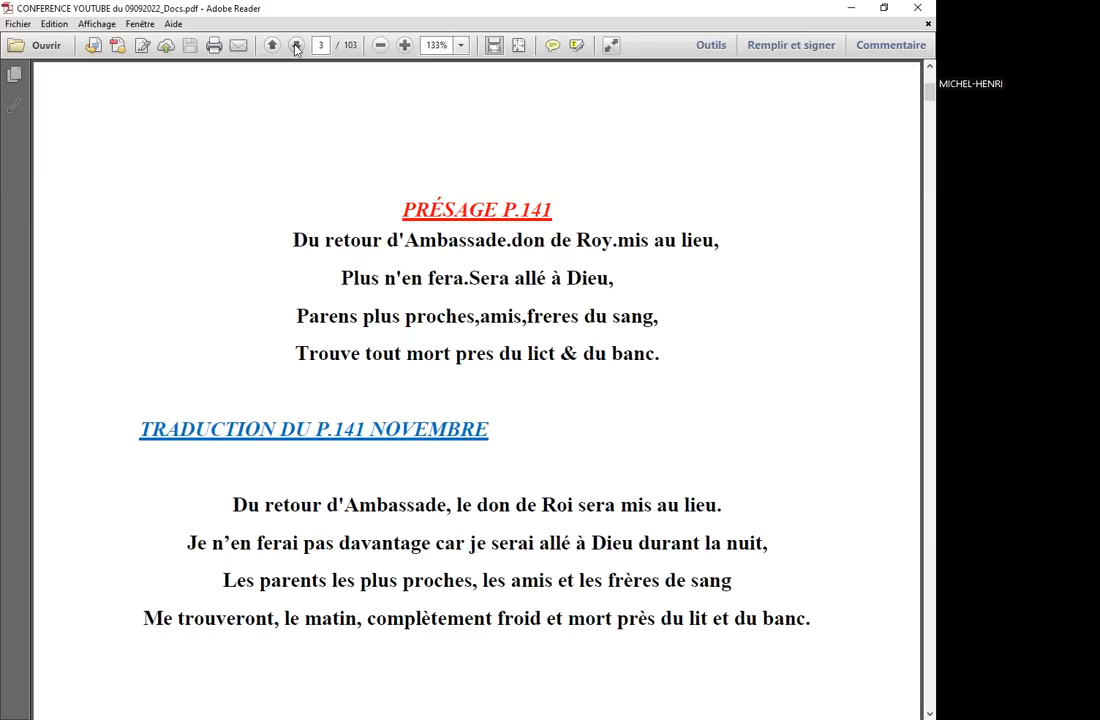 CONFERENCE YOUTUBE du 09092022_Docs.pdf - Adobe Reader
Fichier Edition Affichage Fenêtre Aide
Ouvrir 3 / 103 133% Outils Remplir et signer Commentaire
MICHEL-HENRI
PRÉSAGE P.141
Du retour d'Ambassade.don de Roy.mis au lieu,
Plus n'en fera.Sera allé à Dieu,
Parens plus proches,amis,freres du sang,
Trouve tout mort pres du lict & du banc.
TRADUCTION DU P.141 NOVEMBRE
Du retour d'Ambassade, le don de Roi sera mis au lieu.
Je n’en ferai pas davantage car je serai allé à Dieu durant la nuit,
Les parents les plus proches, les amis et les frères de sang
Me trouveront, le matin, complètement froid et mort près du lit et du banc.